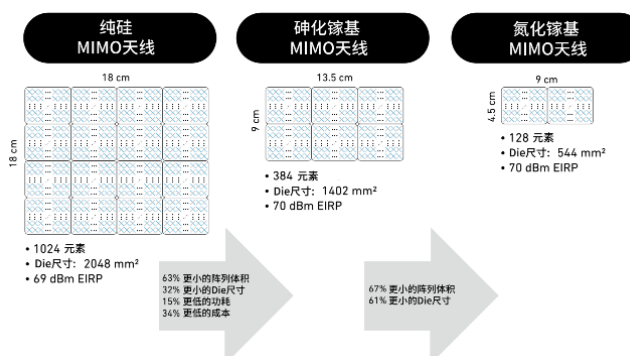 纯硅
MIMO天线
砷化镓基
MIMO天线
氮化镓基
MIMO天线
18 cm
18 cm
• 1024 元素
• Die尺寸：2048 mm²
• 69 dBm EIRP
13.5 cm
9 cm
• 384 元素
• Die尺寸：1402 mm²
• 70 dBm EIRP
9 cm
4.5 cm
• 128 元素
• Die尺寸：544 mm²
• 70 dBm EIRP
63% 更小的阵列体积
32% 更小的Die尺寸
15% 更低的功耗
34% 更低的成本
67% 更小的阵列体积
61% 更小的Die尺寸